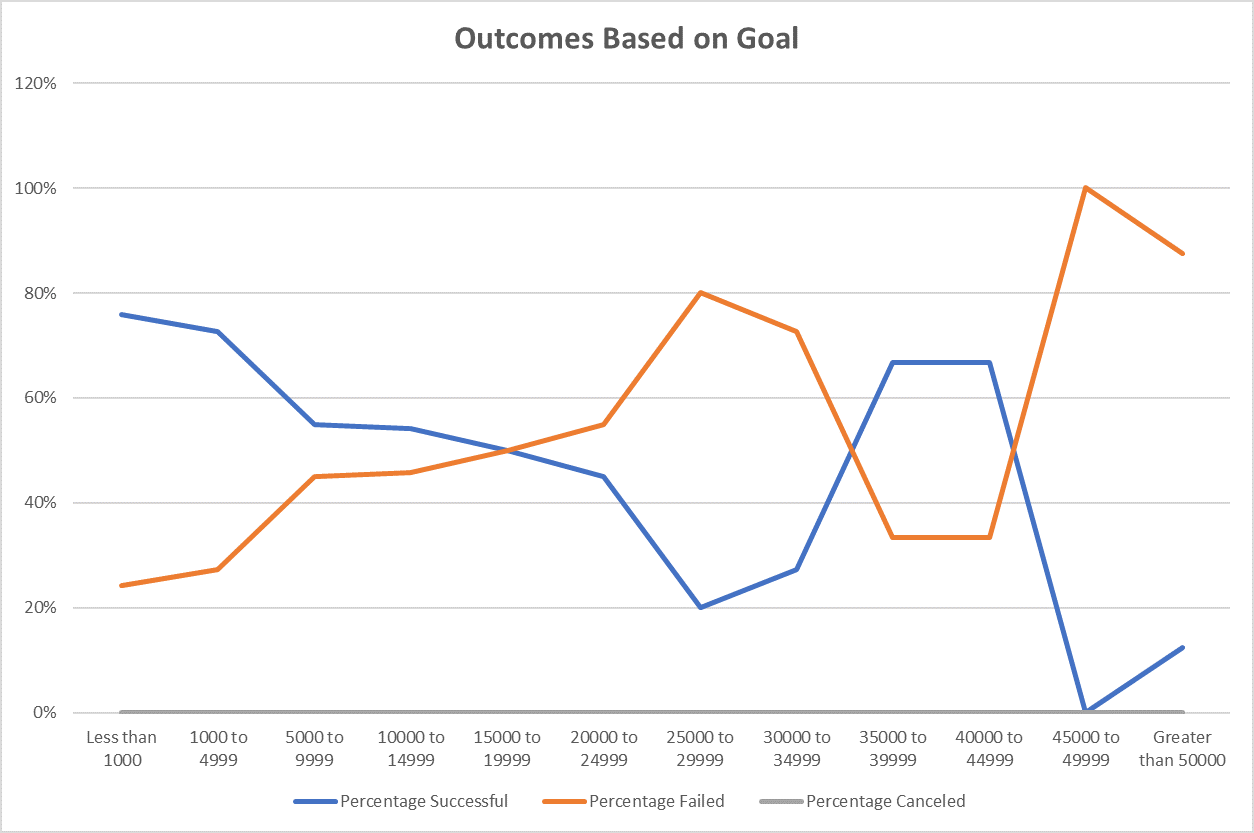 Outcomes Based on Goal
120%
100%
80%
60%
40%
20%
0%
Less than
1000
1000 to
4999
5000 to
9999
10000 to
14999
15000 to
19999
20000 to
24999
25000 to
29999
30000 to
34999
35000 to
39999
40000 to
44999
45000 to
49999
Greater
than 50000
Percentage Successful
Percentage Failed
Percentage Canceled